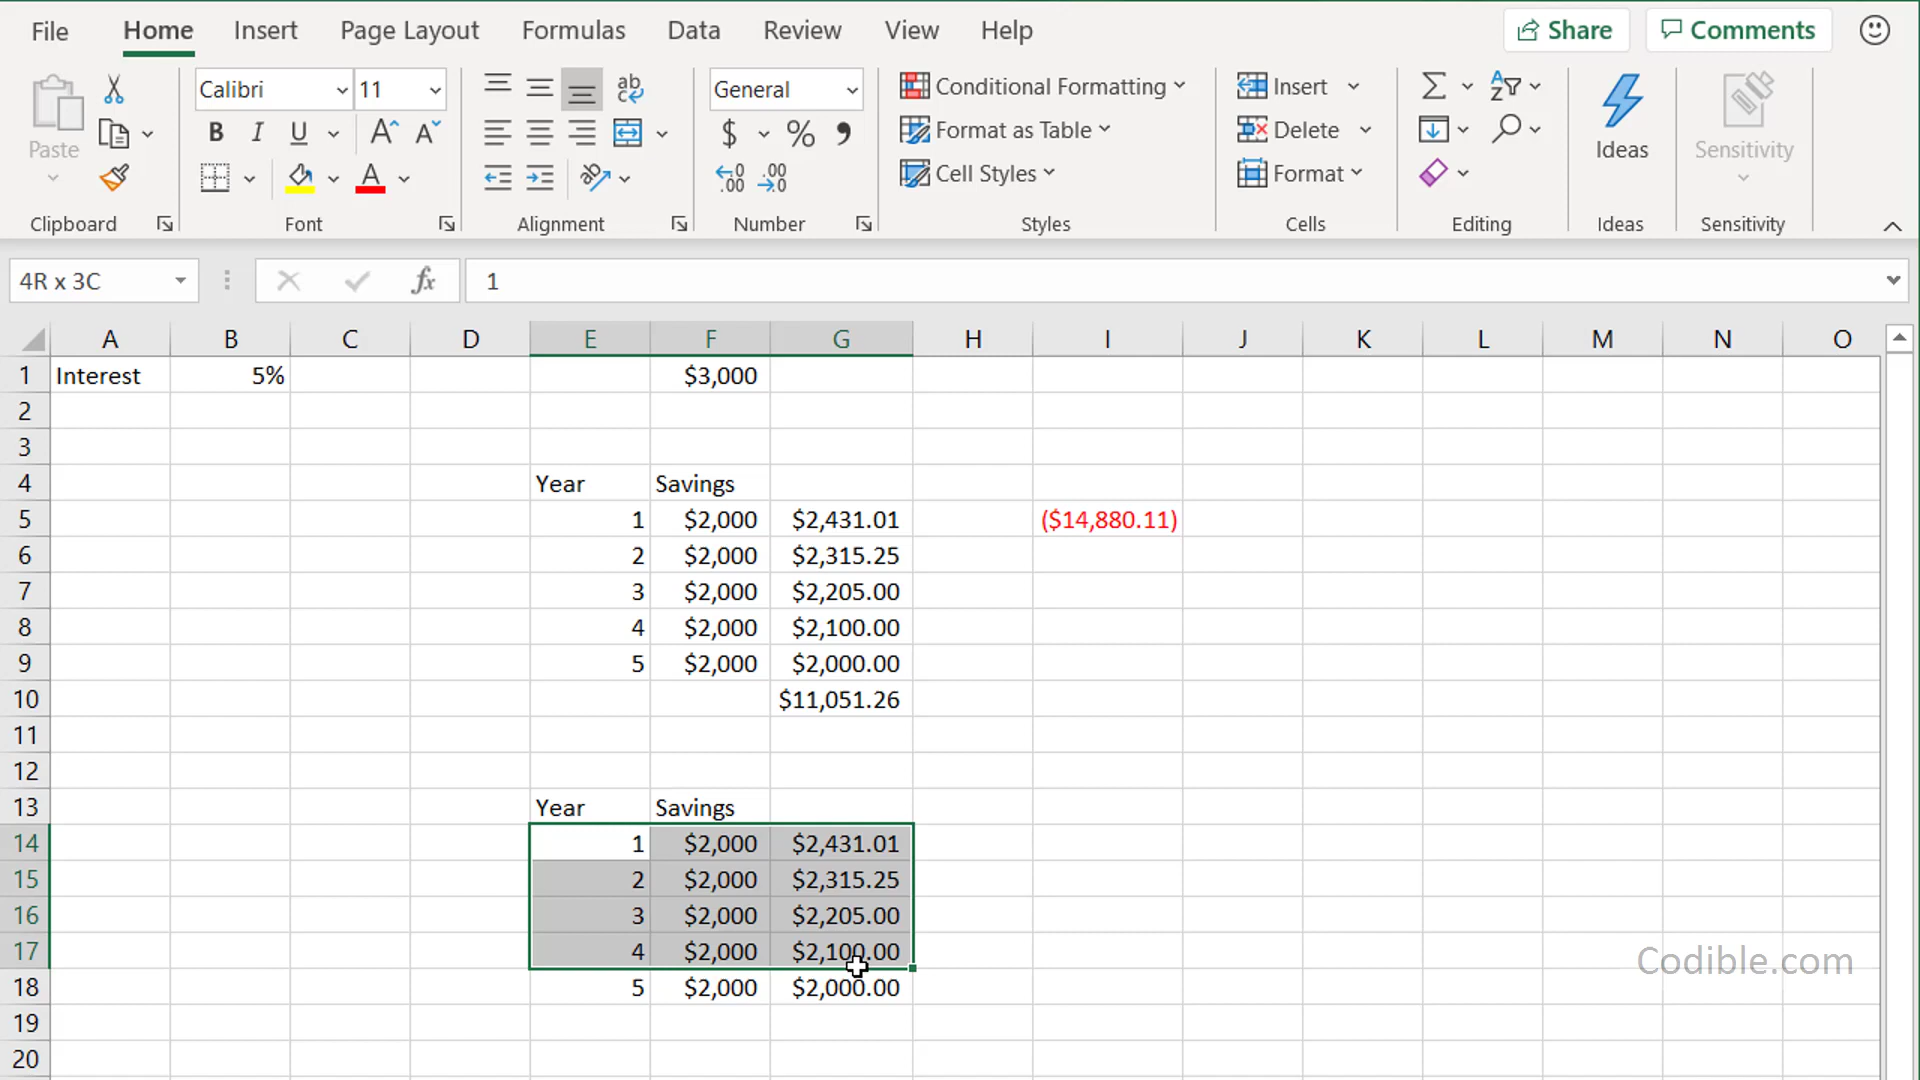 File Home Insert Page Layout Formulas Data Review View Help Share Comments
Calibri 11 General Conditional Formatting Insert
Paste B I U A A $ % Format as Table Delete Ideas Sensitivity
A Cell Styles Format
Clipboard Font Alignment Number Styles Cells Editing Ideas Sensitivity
4R x 3C fx 1
A B C D E F G H I J K L M N O
1 Interest 5% $3,000
2
3
4 Year Savings
5 1 $2,000 $2,431.01 ($14,880.11)
6 2 $2,000 $2,315.25
7 3 $2,000 $2,205.00
8 4 $2,000 $2,100.00
9 5 $2,000 $2,000.00
10 $11,051.26
11
12
13 Year Savings
14 1 $2,000 $2,431.01
15 2 $2,000 $2,315.25
16 3 $2,000 $2,205.00
17 4 $2,000 $2,100.00
Codible.com
18 5 $2,000 $2,000.00
19
20